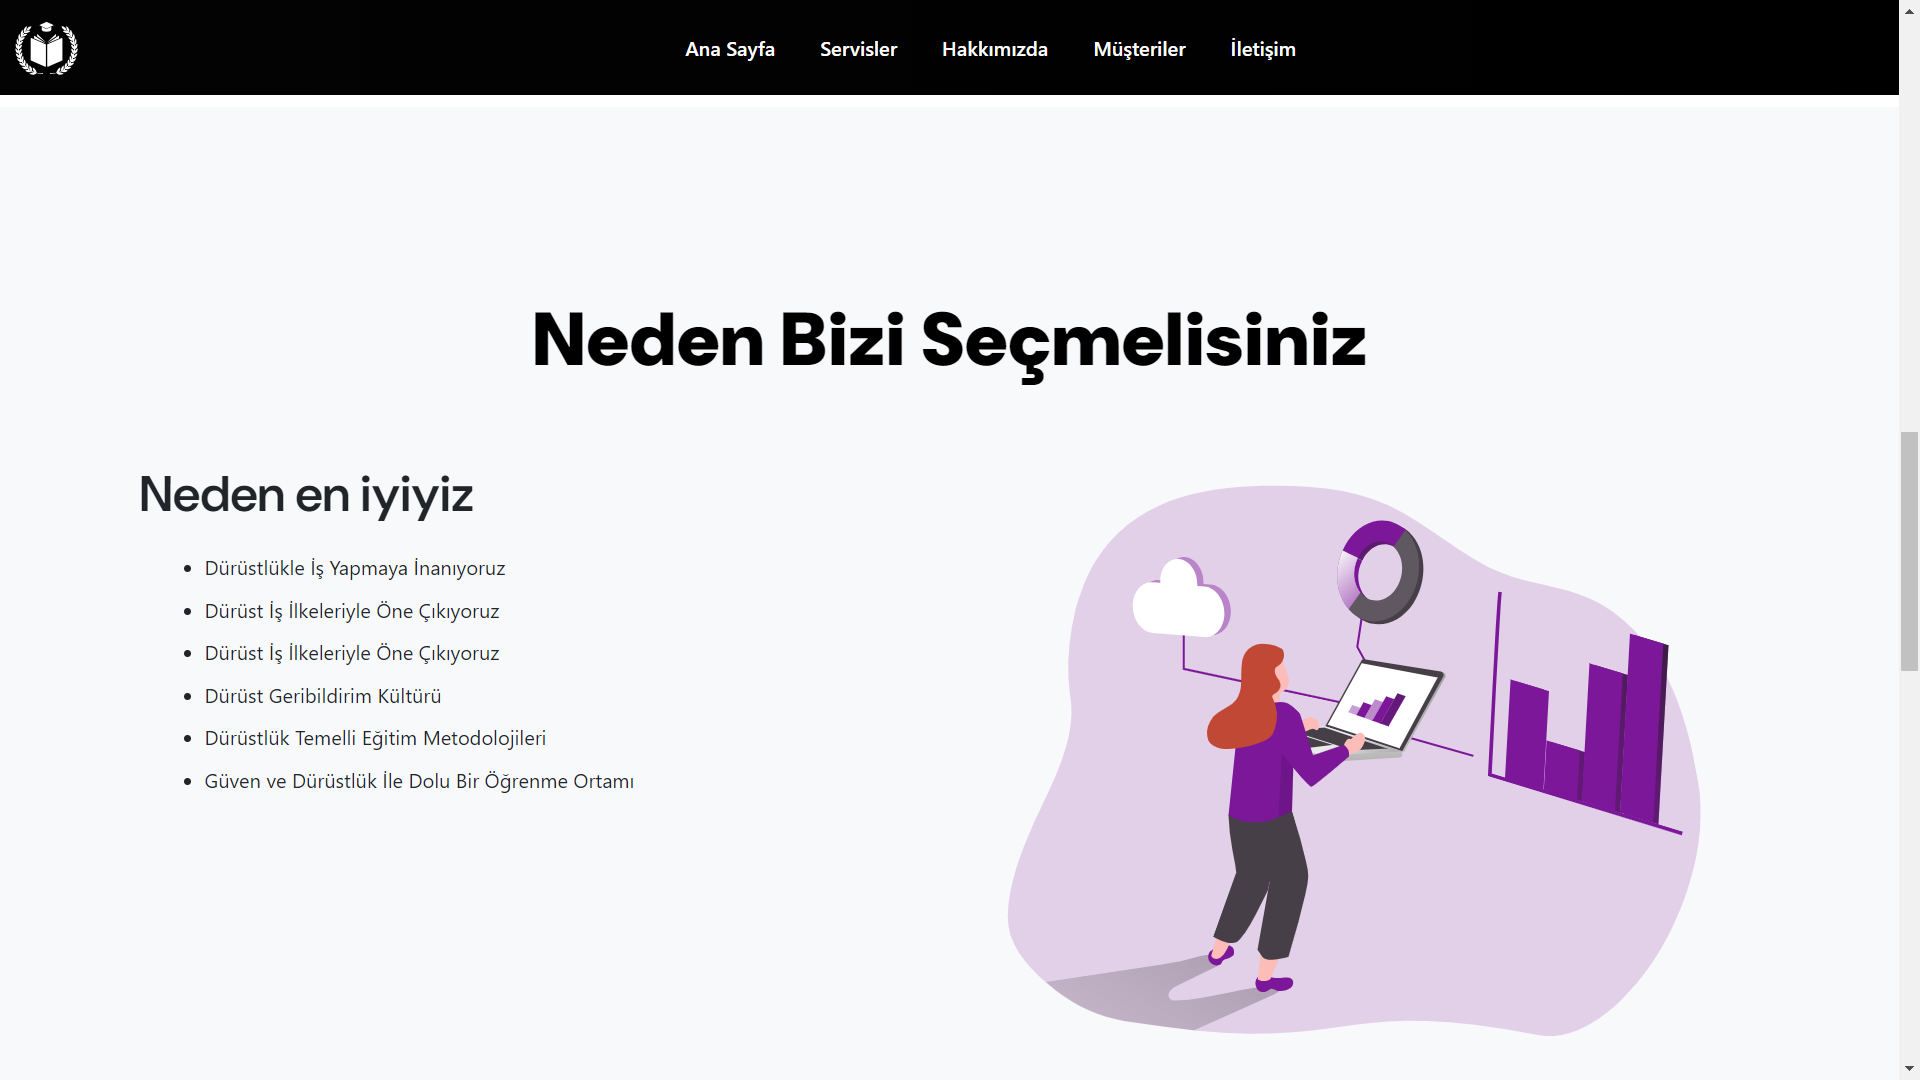 Ana Sayfa Servisler Hakkımızda Müşteriler İletişim
Neden Bizi Seçmelisiniz
Neden en iyiyiz
Dürüstlükle İş Yapmaya İnanıyoruz
Dürüst İş İlkeleriyle Öne Çıkıyoruz
Dürüst İş İlkeleriyle Öne Çıkıyoruz
Dürüst Geribildirim Kültürü
Dürüstlük Temelli Eğitim Metodolojileri
Güven ve Dürüstlük İle Dolu Bir Öğrenme Ortamı